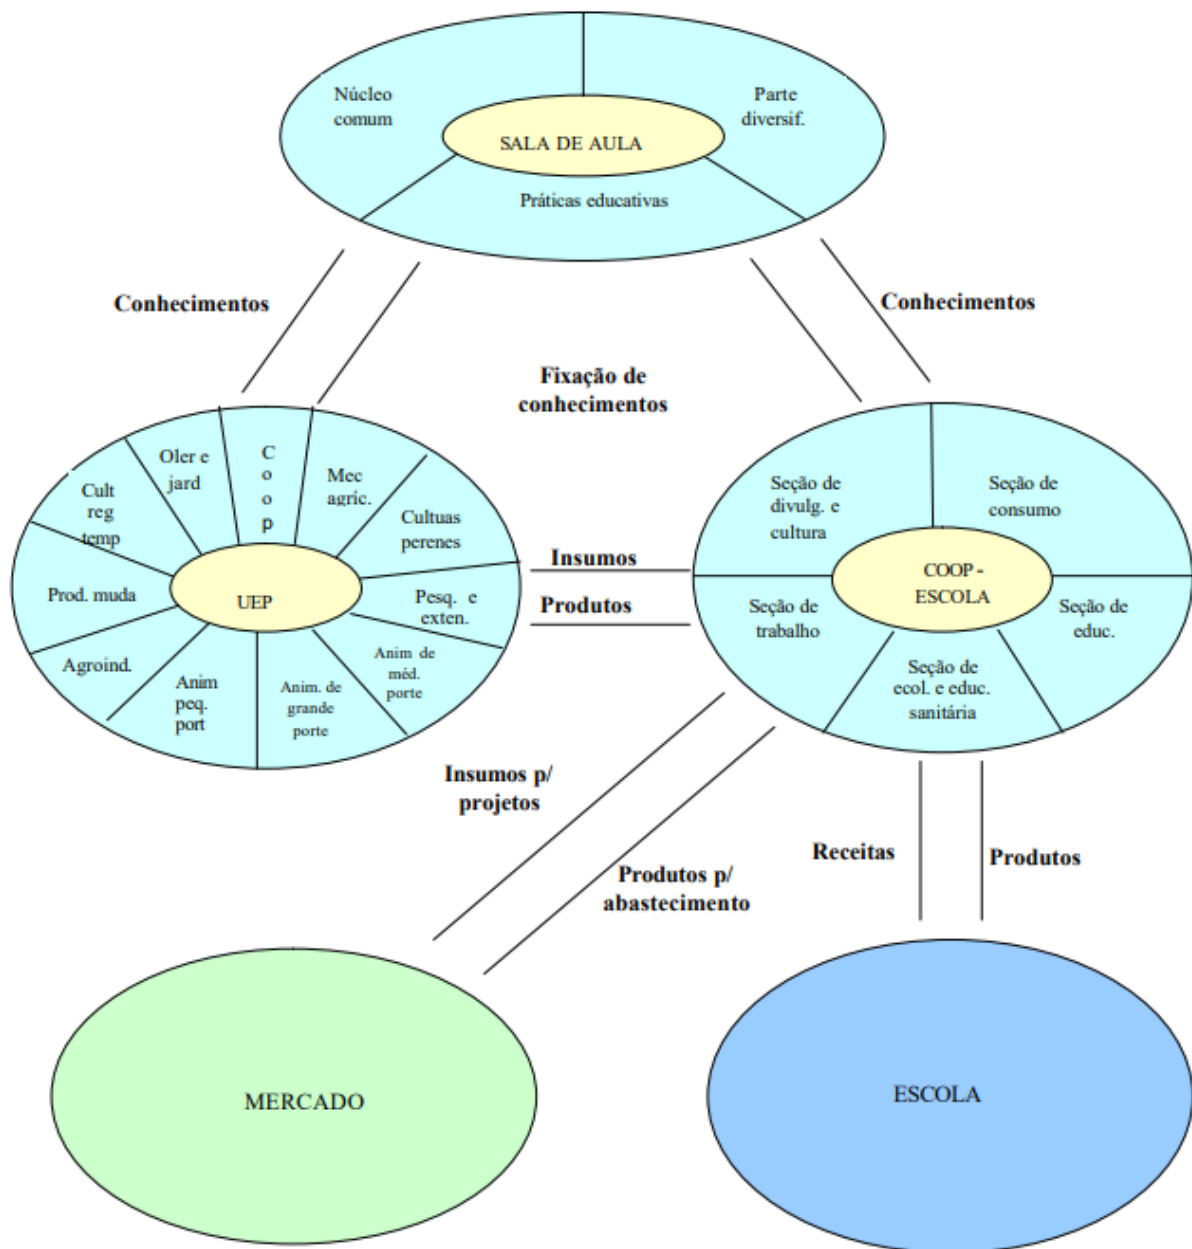 Núcleo
comum
Parte
diversif.
SALA DE AULA
Práticas educativas
Conhecimentos
Conhecimentos
Fixação de
conhecimentos
C
o
o
p
Oler e
jard
Mec
agríc.
Cult
reg
temp
Cultuas
perenes
Prod. muda
UEP
Pesq. e
exten.
Agroind.
Anim
peq.
port
Anim. de
grande
porte
Anim de
méd.
porte
Insumos
Produtos
Seção de
divulg. e
cultura
Seção de
consumo
COOP -
ESCOLA
Seção de
trabalho
Seção de
educ.
Seção de
ecol. e educ.
sanitária
Insumos p/
projetos
Produtos p/
abastecimento
Receitas
Produtos
MERCADO
ESCOLA